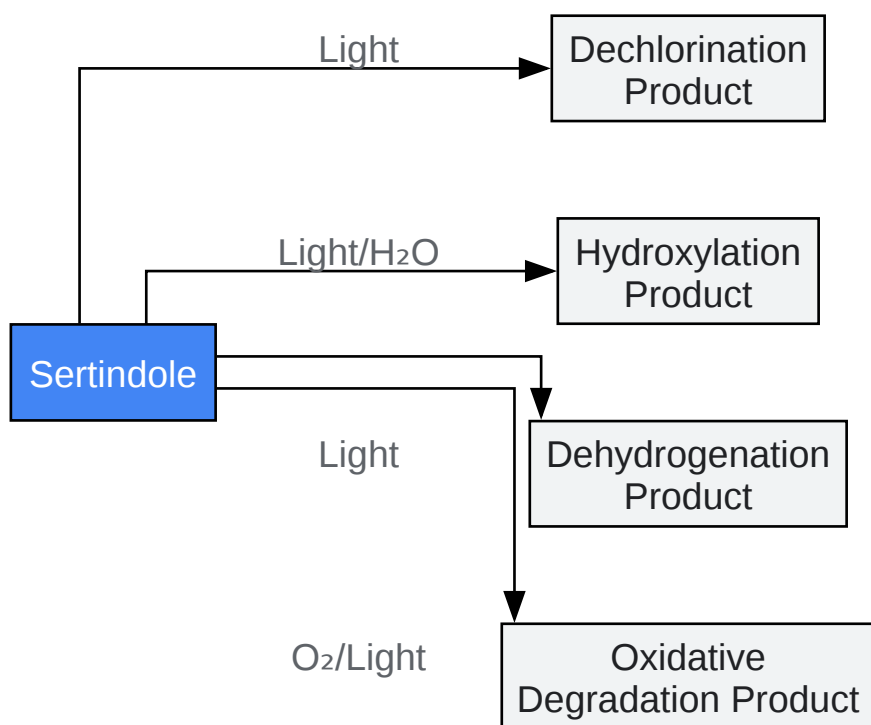 Light
Dechlorination
Product
Light/H₂O
Hydroxylation
Product
Sertindole
Light
Dehydrogenation
Product
O₂/Light
Oxidative
Degradation Product